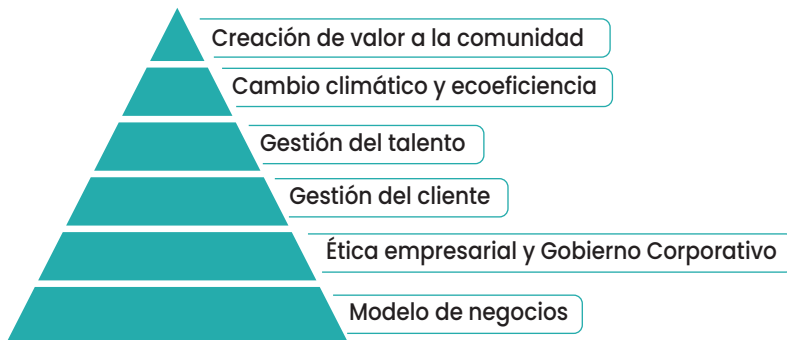 Creación de valor a la comunidad
Cambio climático y ecoeficiencia
Gestión del talento
Gestión del cliente
Ética empresarial y Gobierno Corporativo
Modelo de negocios